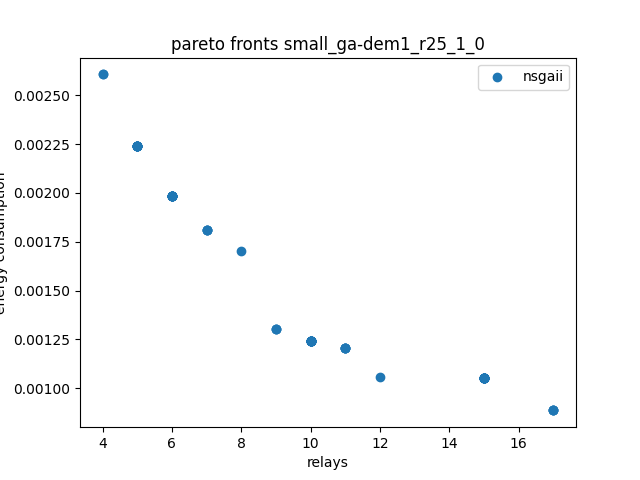 pareto fronts small_ga-dem1_r25_1_0
nsgaii
0.00250
0.00225
0.00200
0.00175
0.00150
0.00125
0.00100
energy consumption
4 6 8 10 12 14 16
relays